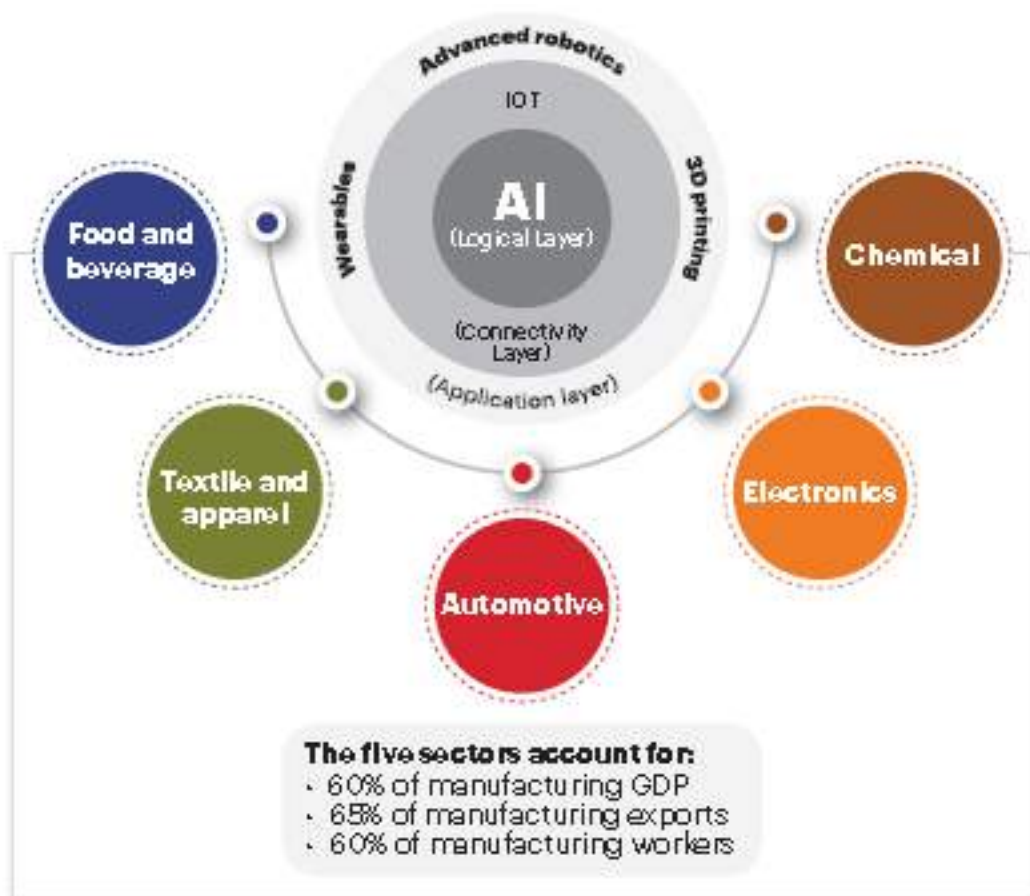 Advanced robotics
IOT
Wearables
3D printing
AI
(Logical Layer)
(Connectivity
Layer)
(Application layer)
Food and
beverage
Chemical
Textile and
apparel
Electronics
Automotive
The five sectors account for:
• 60% of manufacturing GDP
• 65% of manufacturing exports
• 60% of manufacturing workers